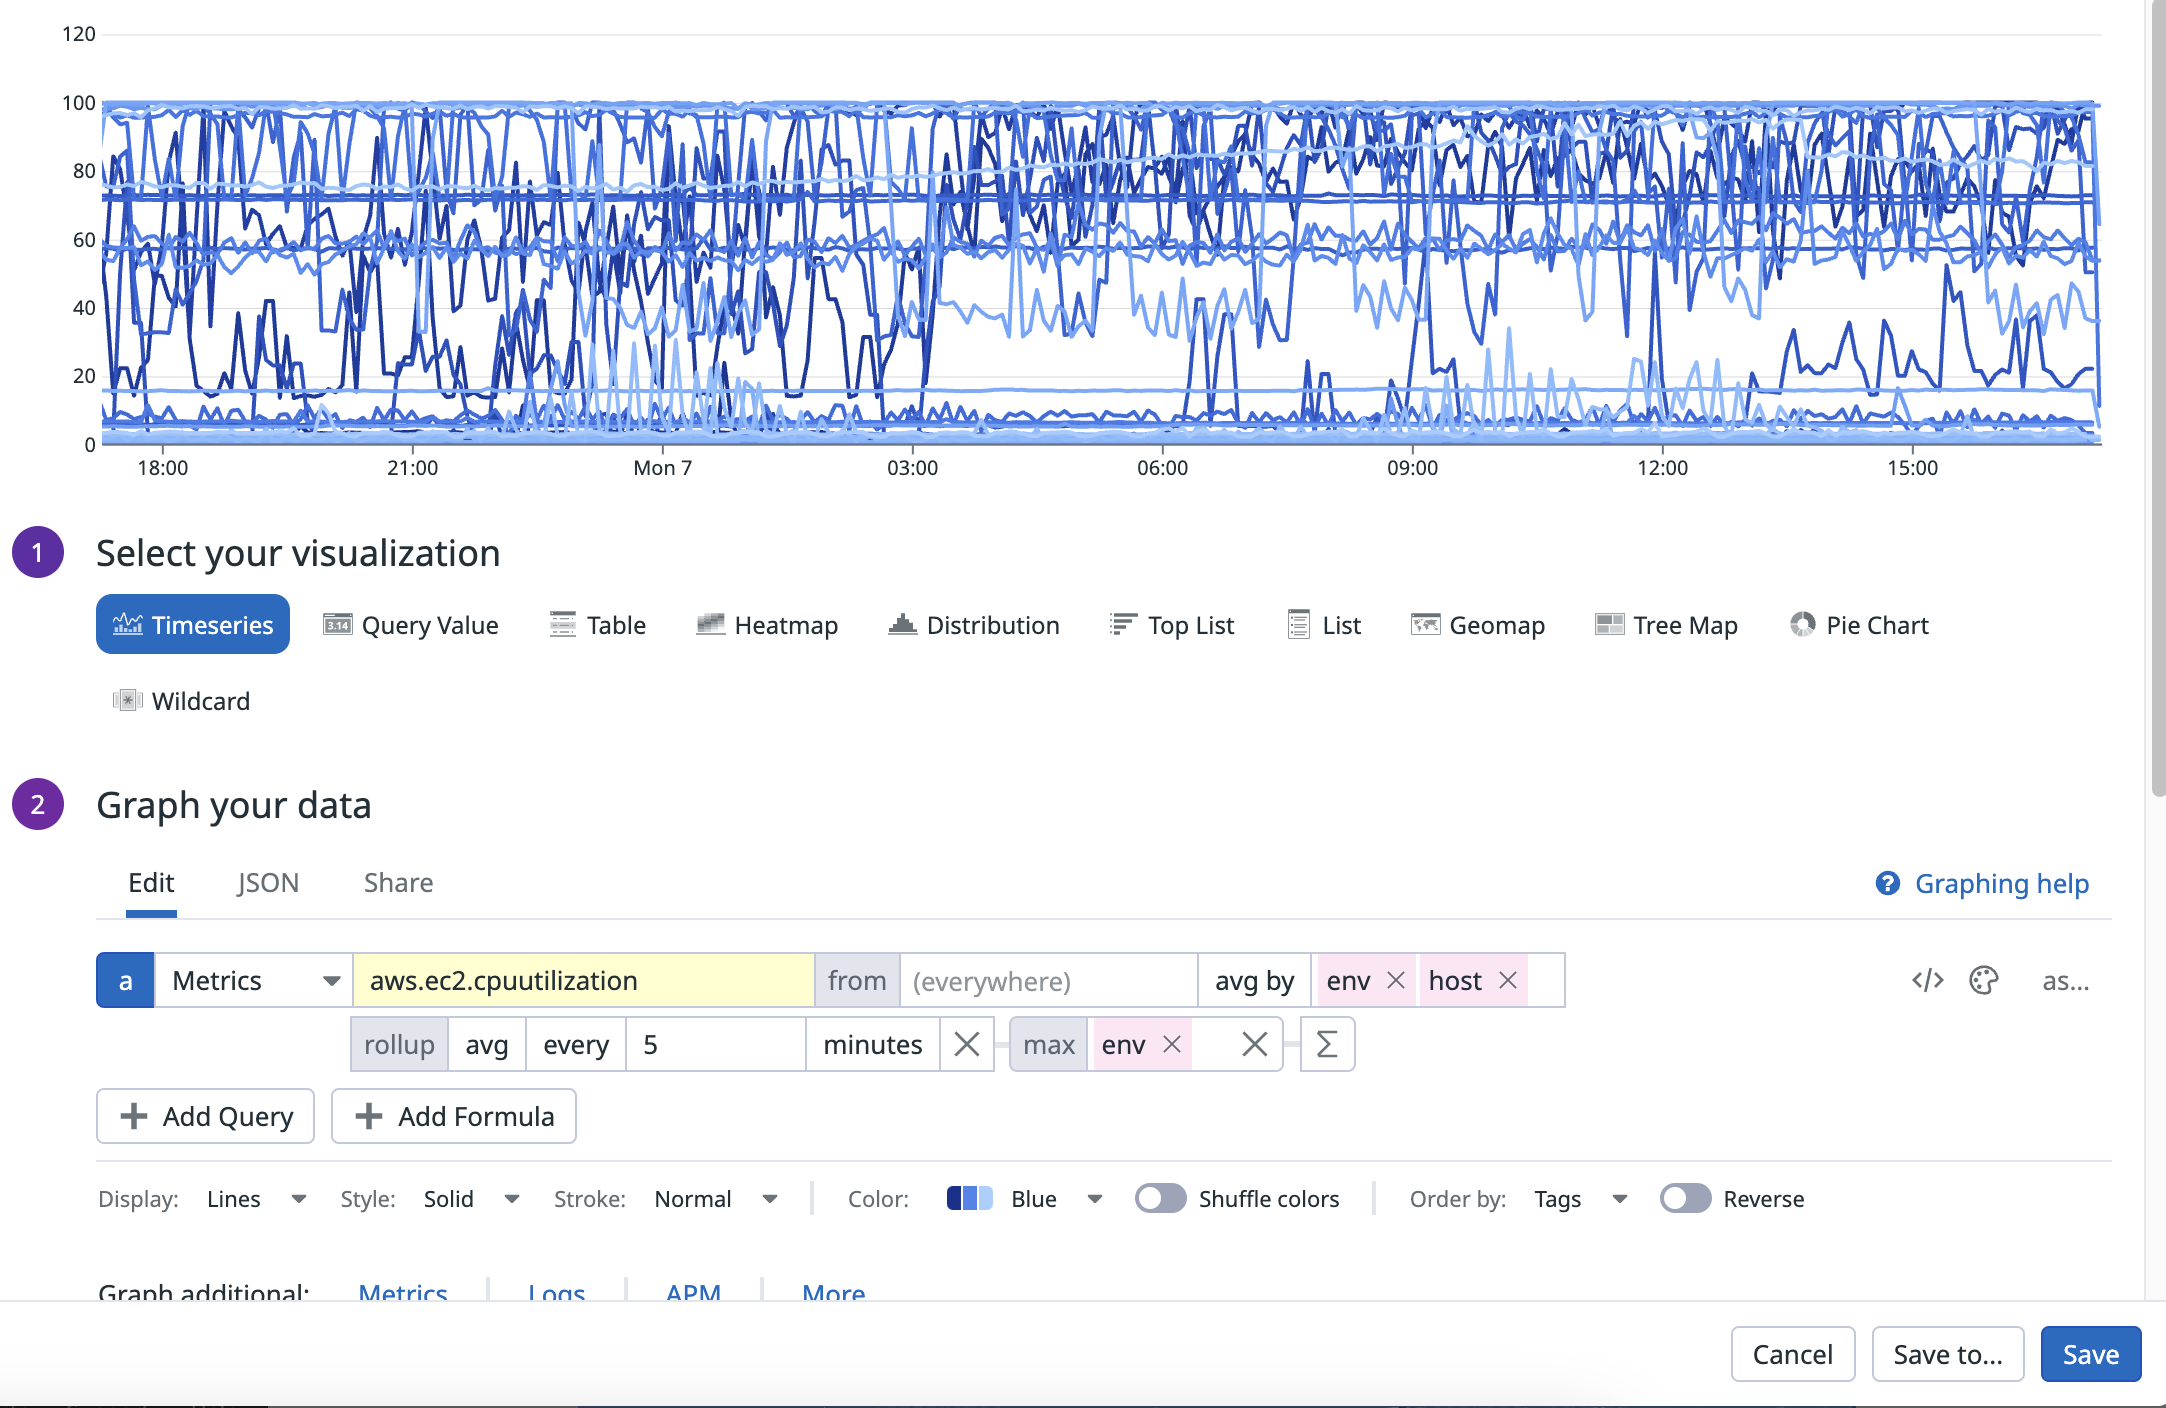 120
100
80
60
40
20
0
18:00 21:00 Mon 7 03:00 06:00 09:00 12:00 15:00
1 Select your visualization
Timeseries 3.14 Query Value Table Heatmap Distribution Top List List Geomap Tree Map Pie Chart
Wildcard
2 Graph your data
Edit JSON Share ? Graphing help
a Metrics aws.ec2.cpuutilization from (everywhere) avg by env host </> as...
rollup avg every 5 minutes max env Σ
+ Add Query + Add Formula
Display: Lines Style: Solid Stroke: Normal Color: Blue Shuffle colors Order by: Tags Reverse
Graph additional: Metrics Logs APM More
Cancel Save to... Save